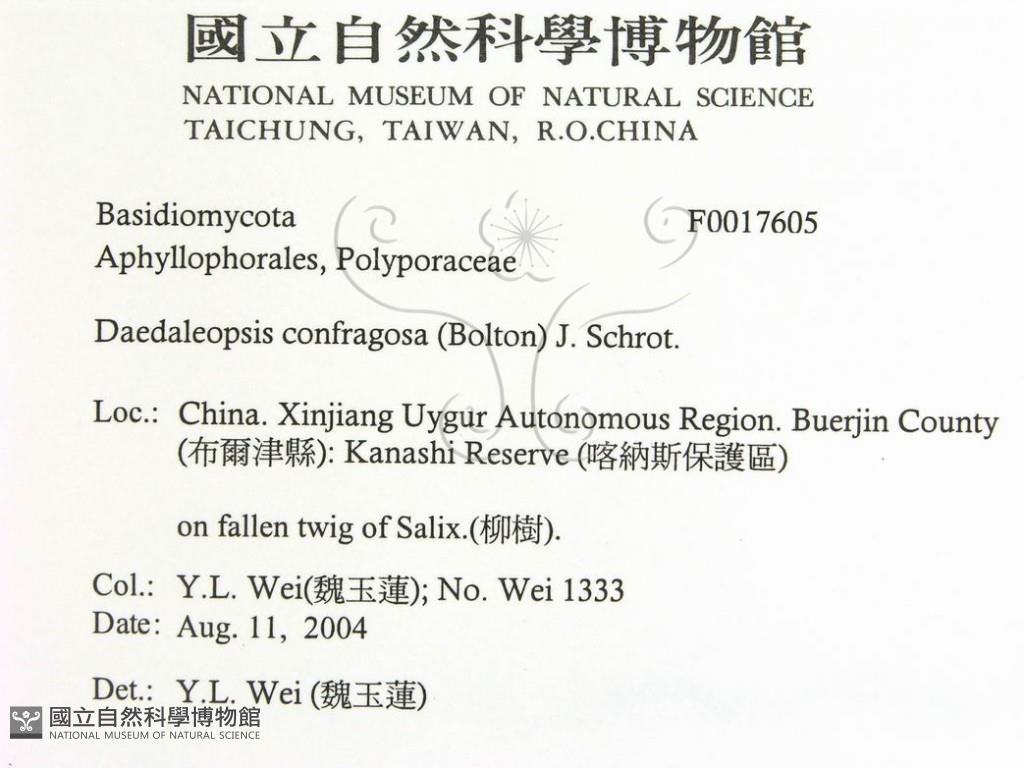 國立自然科學博物館
NATIONAL MUSEUM OF NATURAL SCIENCE
TAICHUNG, TAIWAN, R.O.CHINA
Basidiomycota F0017605
Aphyllophorales, Polyporaceae
Daedaleopsis confragosa (Bolton) J. Schrot.
Loc.: China. Xinjiang Uygur Autonomous Region. Buerjin County
(布爾津縣): Kanashi Reserve (喀納斯保護區)
on fallen twig of Salix.(柳樹).
Col.: Y.L. Wei(魏玉蓮); No. Wei 1333
Date: Aug. 11, 2004
Det.: Y.L. Wei (魏玉蓮)
國立自然科學博物館
NATIONAL MUSEUM OF NATURAL SCIENCE